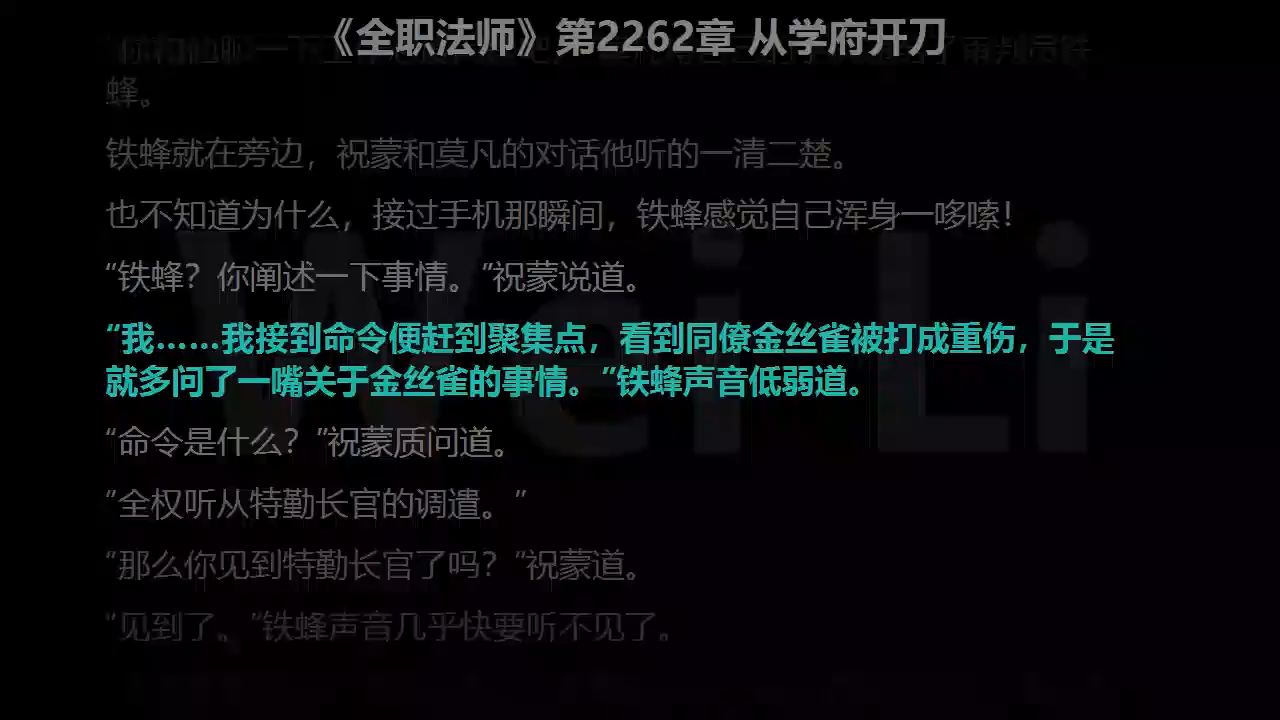 《全职法师》第2262章 从学府开刀
蜂。
铁蜂就在旁边，祝蒙和莫凡的对话他听的一清二楚。
也不知道为什么，接过手机那瞬间，铁蜂感觉自己浑身一哆嗦！
“铁蜂？你阐述一下事情。”祝蒙说道。
“我……我接到命令便赶到聚集点，看到同僚金丝雀被打成重伤，于是
就多问了一嘴关于金丝雀的事情。”铁蜂声音低弱道。
“命令是什么？”祝蒙质问道。
“全权听从特勤长官的调遣。”
“那么你见到特勤长官了吗？”祝蒙道。
“见到了。”铁蜂声音几乎快要听不见了。
Wei Li